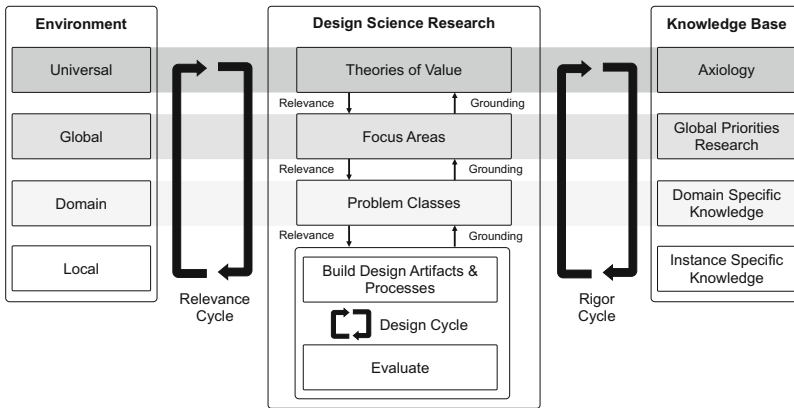 Environment
Design Science Research
Knowledge Base
Universal
Theories of Value
Axiology
Relevance
Grounding
Global
Focus Areas
Global Priorities
Research
Relevance
Grounding
Domain
Problem Classes
Domain Specific
Knowledge
Relevance
Grounding
Local
Build Design Artifacts &
Processes
Instance Specific
Knowledge
Relevance
Cycle
Design Cycle
Rigor
Cycle
Evaluate